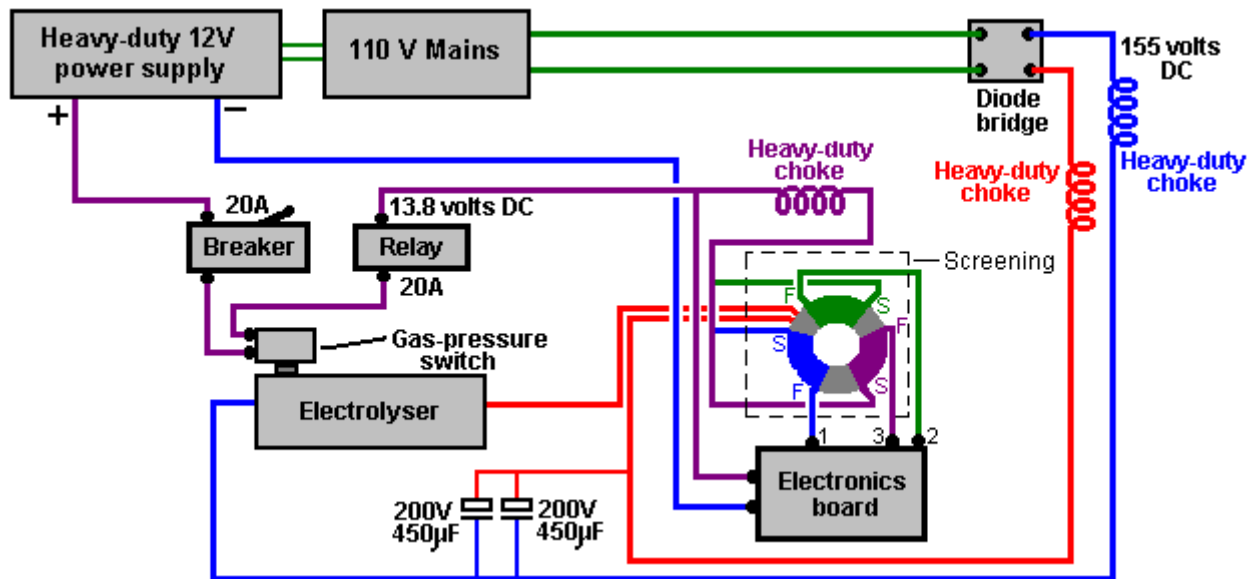 Heavy-duty 12V
power supply
110 V Mains
155 volts
DC
Diode
bridge
+
−
Heavy-duty
choke
Heavy-duty
choke
Heavy-duty
choke
20A
13.8 volts DC
Breaker
Relay
20A
Screening
F
S
F
S
F
S
Gas-pressure
switch
Electrolyser
1
3
2
Electronics
board
200V
450µF
200V
450µF